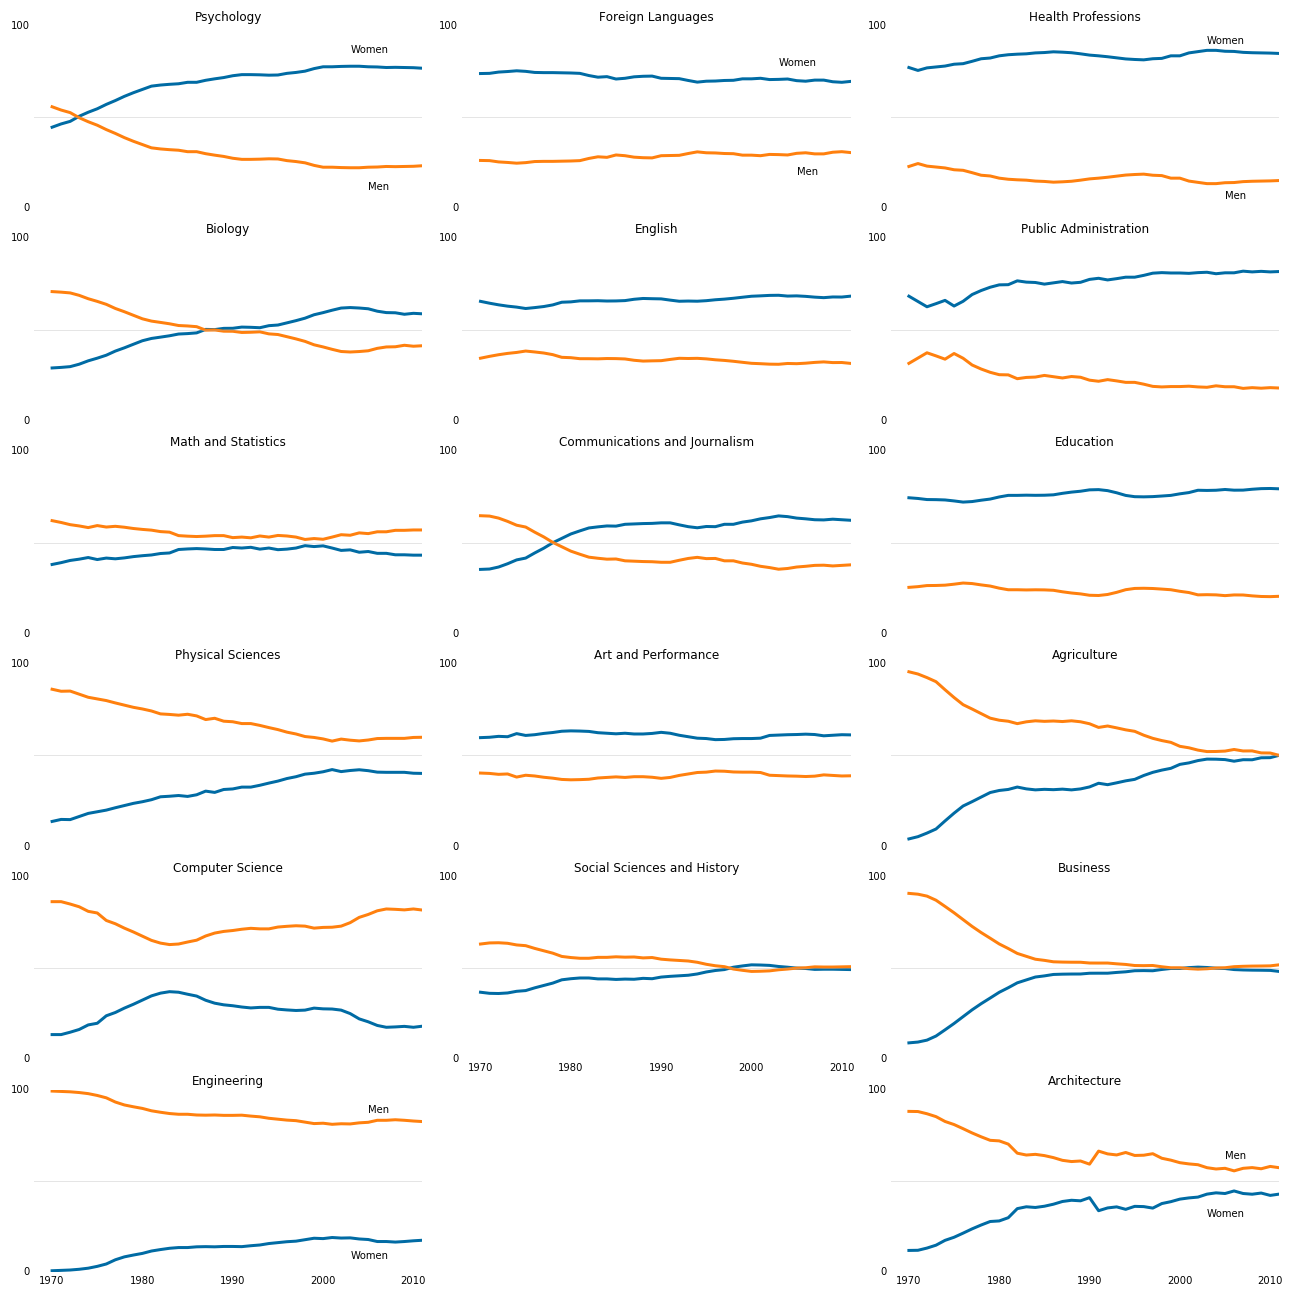 Psychology
100
Women
Men
0
Foreign Languages
100
Women
Men
0
Health Professions
100
Women
Men
0
Biology
100
0
English
100
0
Public Administration
100
0
Math and Statistics
100
0
Communications and Journalism
100
0
Education
100
0
Physical Sciences
100
0
Art and Performance
100
0
Agriculture
100
0
Computer Science
100
0
Social Sciences and History
100
0
1970 1980 1990 2000 2010
Business
100
0
Engineering
100
Men
Women
0
1970 1980 1990 2000 2010
Architecture
100
Men
Women
0
1970 1980 1990 2000 2010